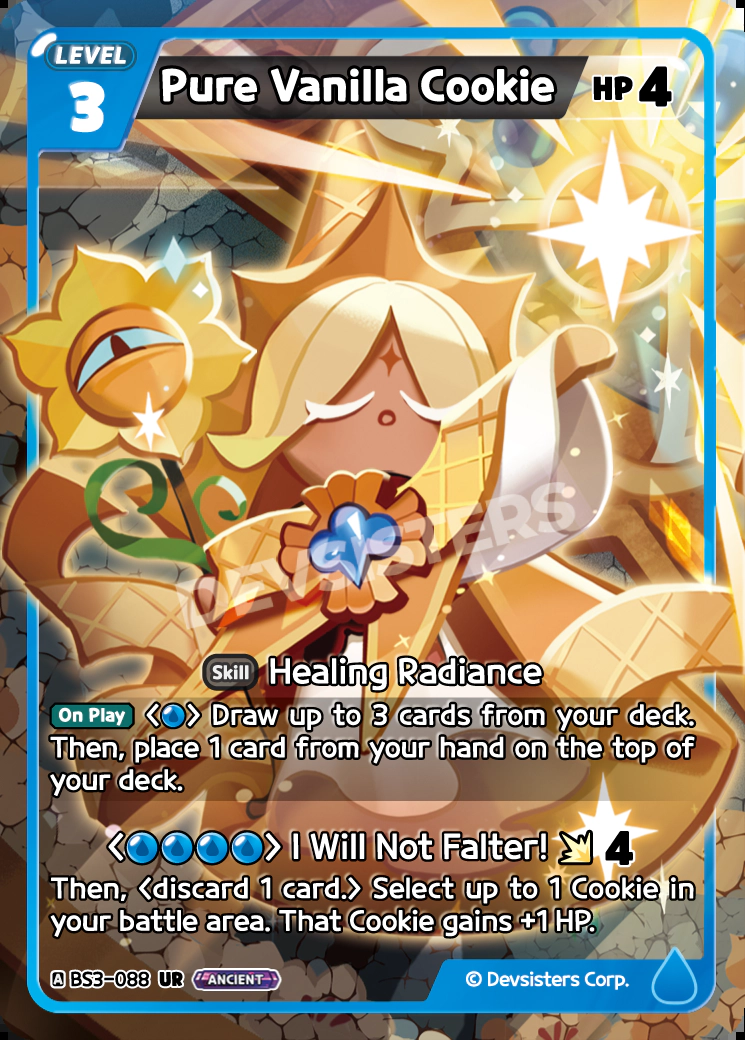 LEVEL
3
Pure Vanilla Cookie
HP 4
DEVSISTERS
Skill Healing Radiance
On Play < > Draw up to 3 cards from your deck.
Then, place 1 card from your hand on the top of
your deck.
< > I Will Not Falter! 4
Then, <discard 1 card.> Select up to 1 Cookie in
your battle area. That Cookie gains +1 HP.
A BS3-088 UR ANCIENT
© Devsisters Corp.